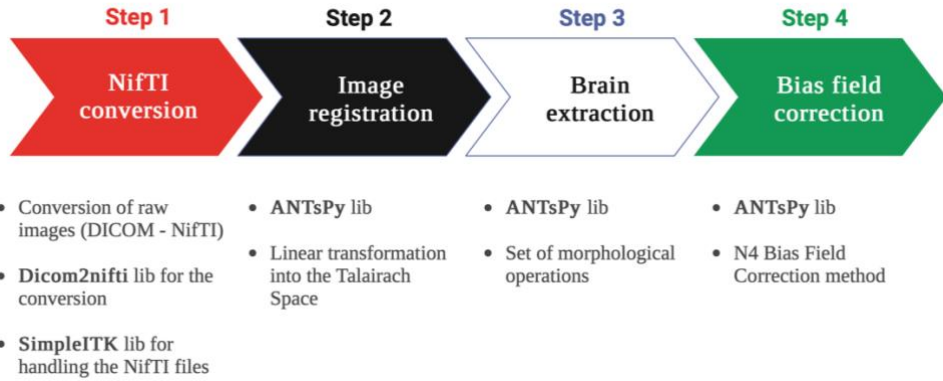 Step 1
Step 2
Step 3
Step 4
NifTI
conversion
Image
registration
Brain
extraction
Bias field
correction
• Conversion of raw
images (DICOM - NifTI)
• Dicom2nifti lib for the
conversion
• SimpleITK lib for
handling the NifTI files
• ANTsPy lib
• Linear transformation
into the Talairach
Space
• ANTsPy lib
• Set of morphological
operations
• ANTsPy lib
• N4 Bias Field
Correction method